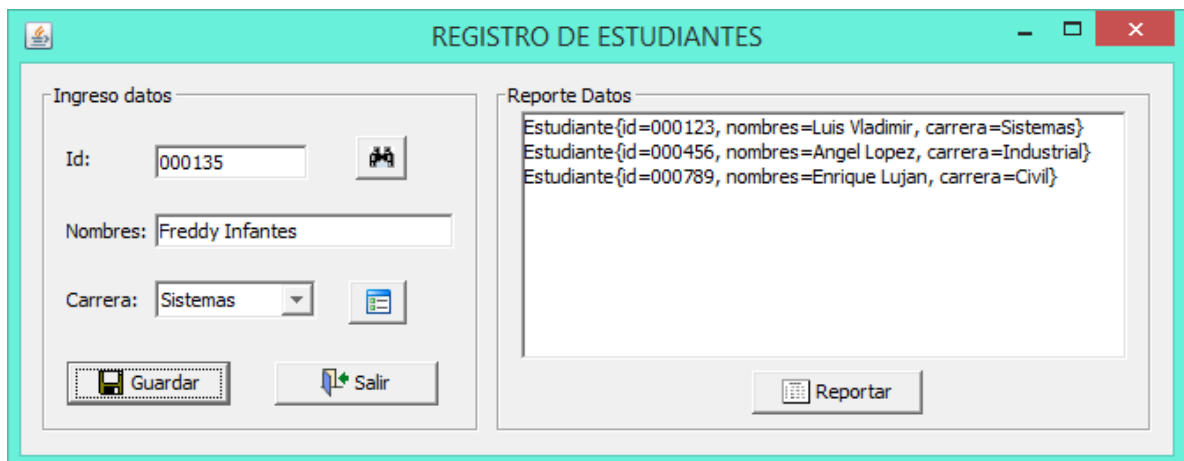 REGISTRO DE ESTUDIANTES
Ingreso datos
Id: 000135
Nombres: Freddy Infantes
Carrera: Sistemas
Guardar Salir
Reporte Datos
Estudiante{id=000123, nombres=Luis Vladimir, carrera=Sistemas}
Estudiante{id=000456, nombres=Angel Lopez, carrera=Industrial}
Estudiante{id=000789, nombres=Enrique Lujan, carrera=Civil}
Reportar